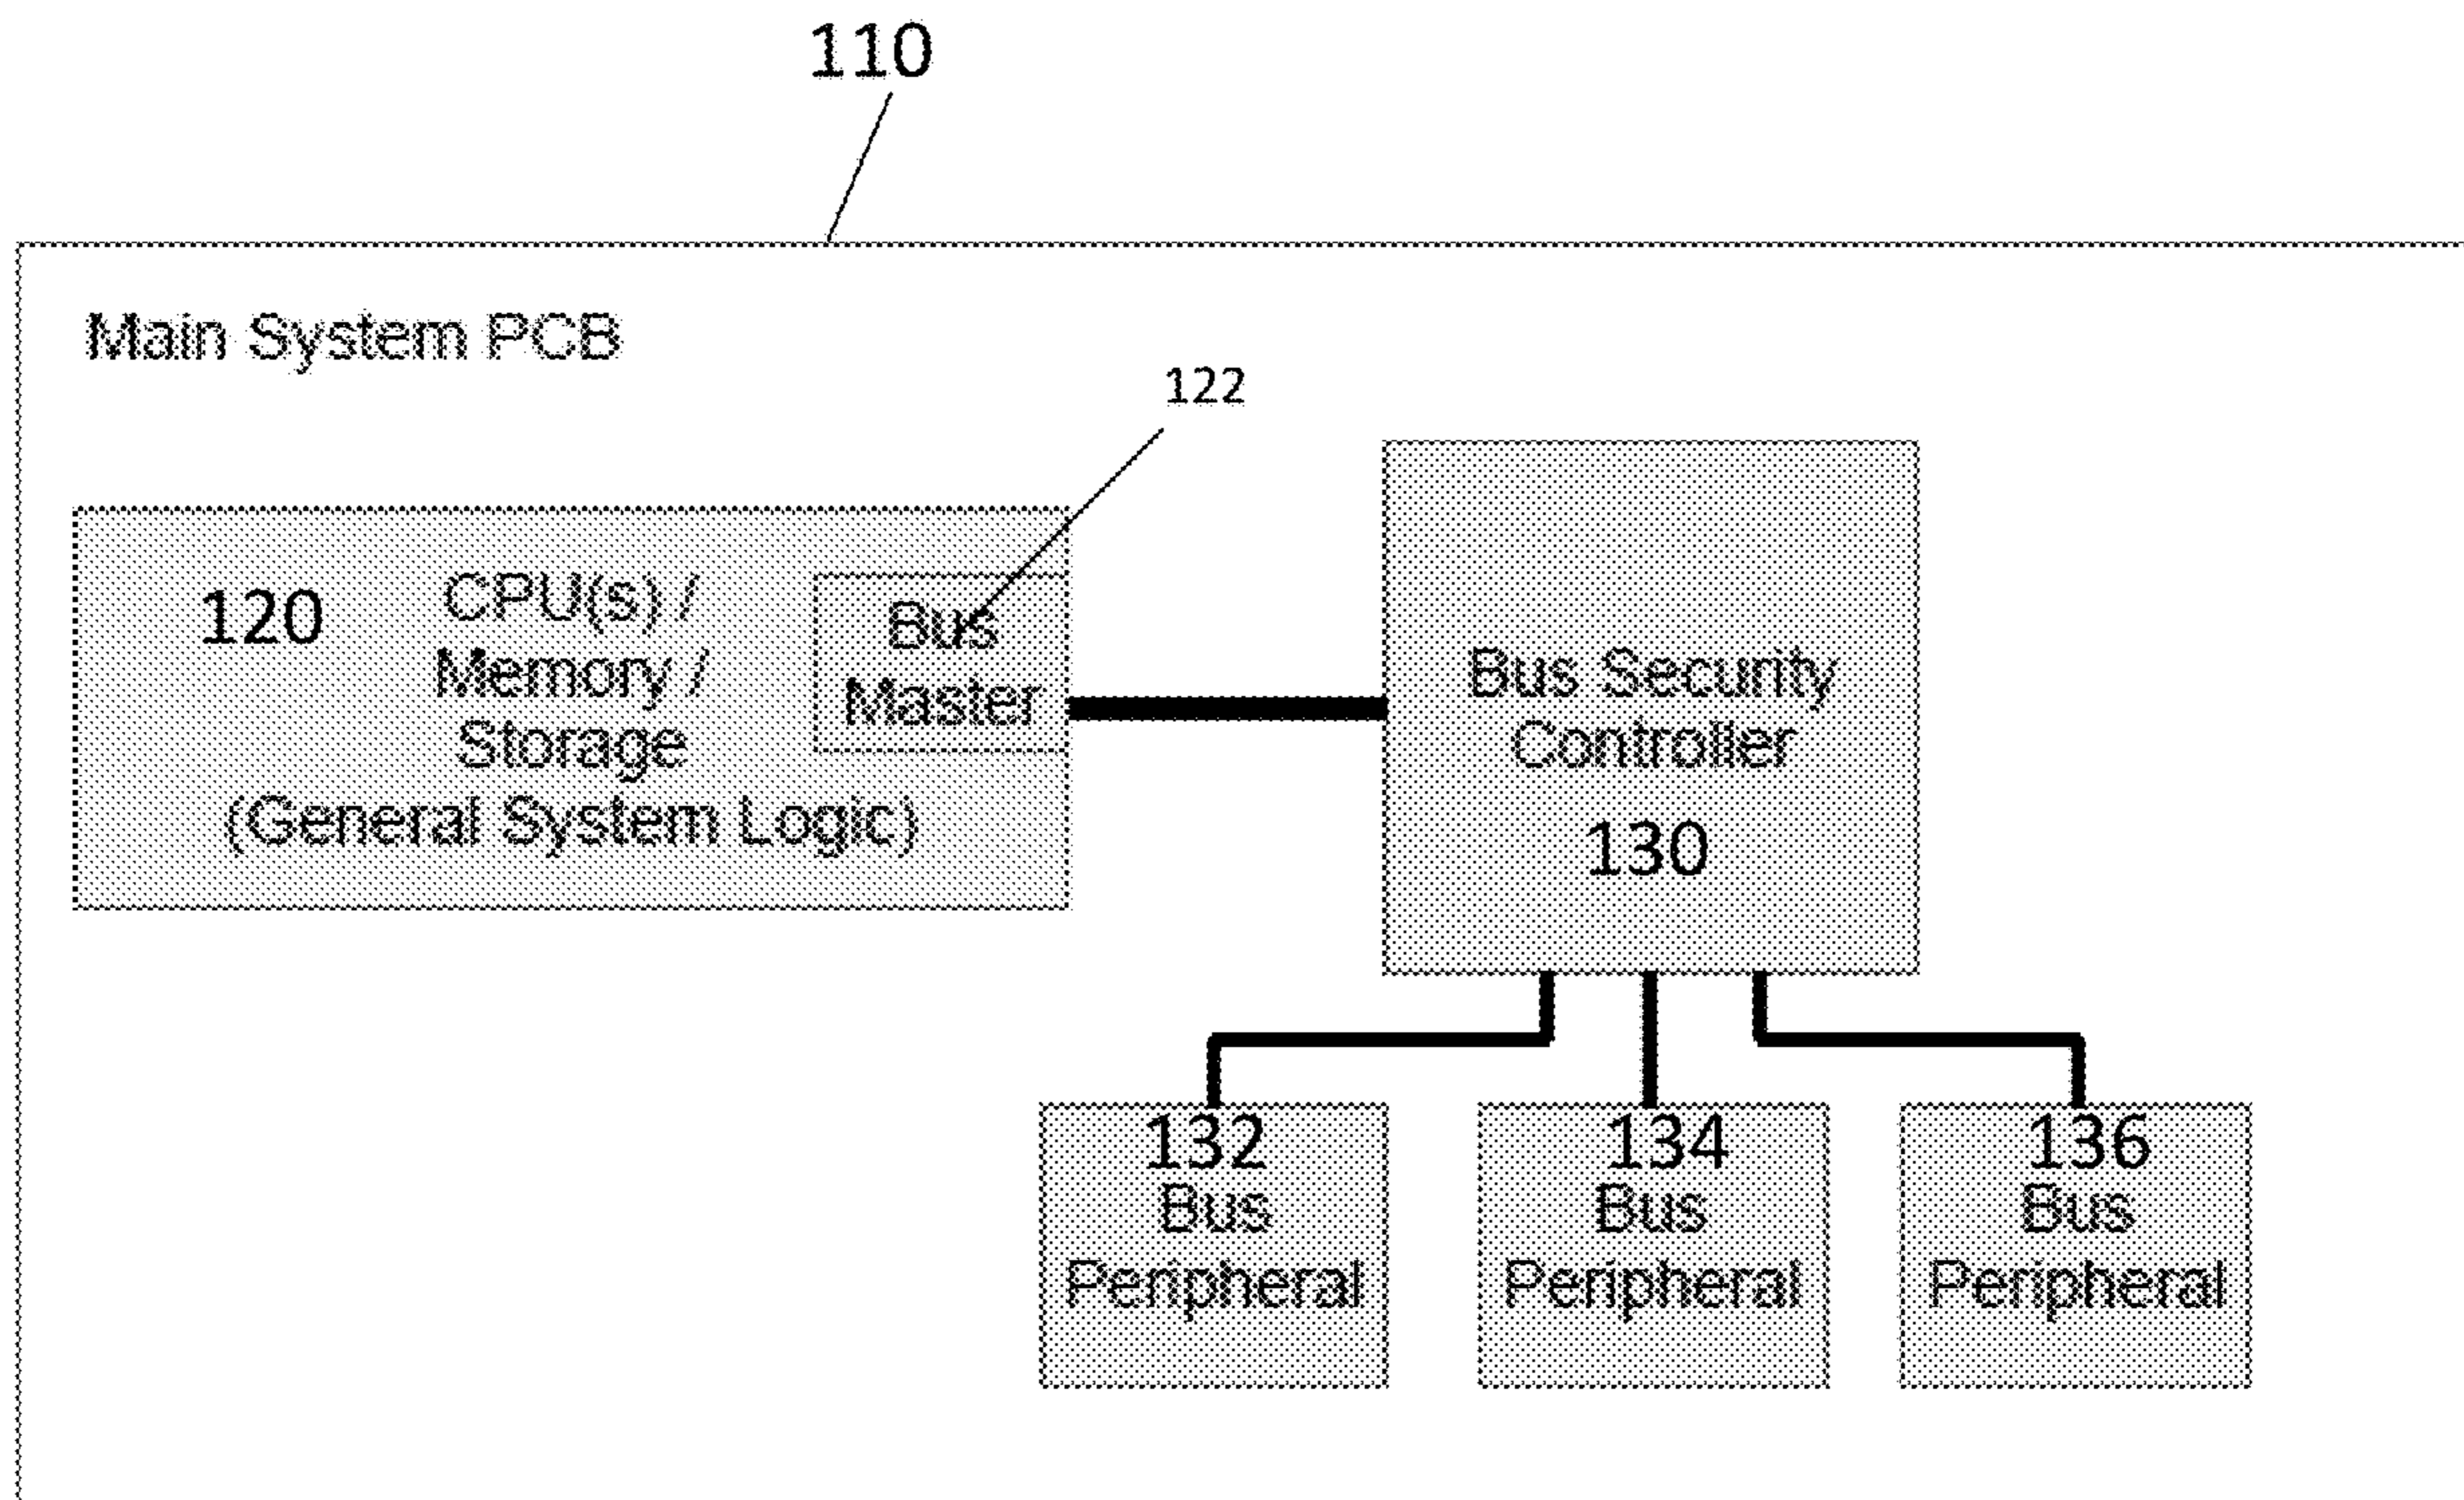 110
Main System PCB
122
120
CPU(s) /
Memory /
Storage
(General System Logic)
Bus
Master
Bus Security
Controller
130
132
Bus
Peripheral
134
Bus
Peripheral
136
Bus
Peripheral